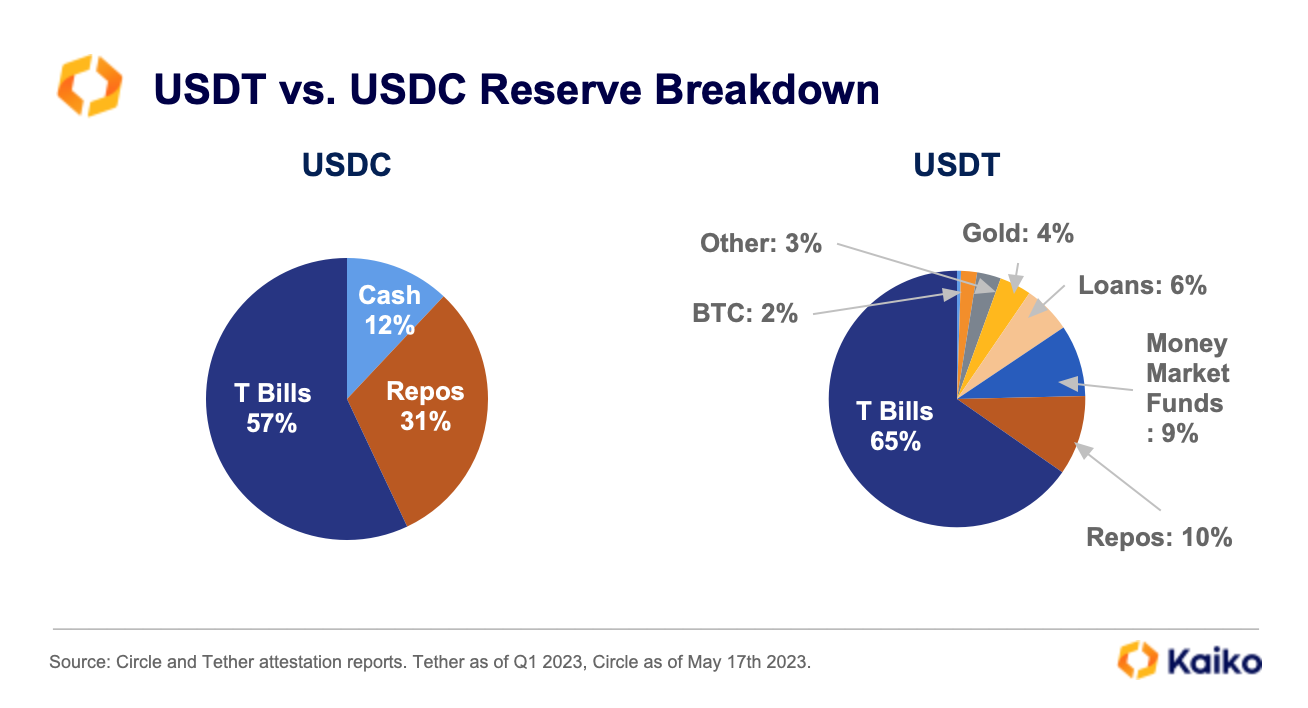 USDT vs. USDC Reserve Breakdown
USDC
Cash
12%
T Bills
57%
Repos
31%
USDT
Other: 3%
Gold: 4%
BTC: 2%
Loans: 6%
Money
Market
Funds
: 9%
T Bills
65%
Repos: 10%
Source: Circle and Tether attestation reports. Tether as of Q1 2023, Circle as of May 17th 2023.
Kaiko